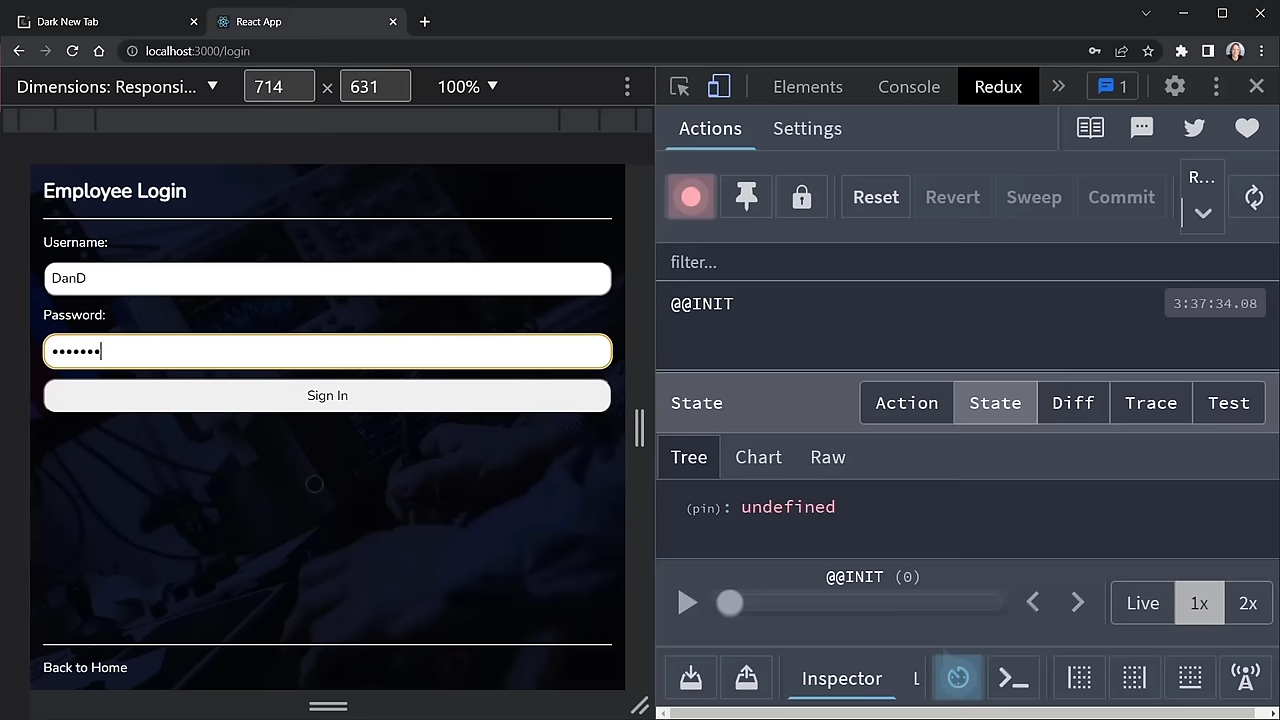 Dark New Tab
React App
localhost:3000/login
Dimensions: Responsi... 714 × 631 100%
Elements Console Redux 1
Actions Settings
Employee Login
Username:
DanD
Password:
•••••••
Sign In
Back to Home
Reset Revert Sweep Commit R...
filter...
@@INIT 3:37:34.08
State Action State Diff Trace Test
Tree Chart Raw
(pin): undefined
@@INIT (0)
Live 1x 2x
Inspector L